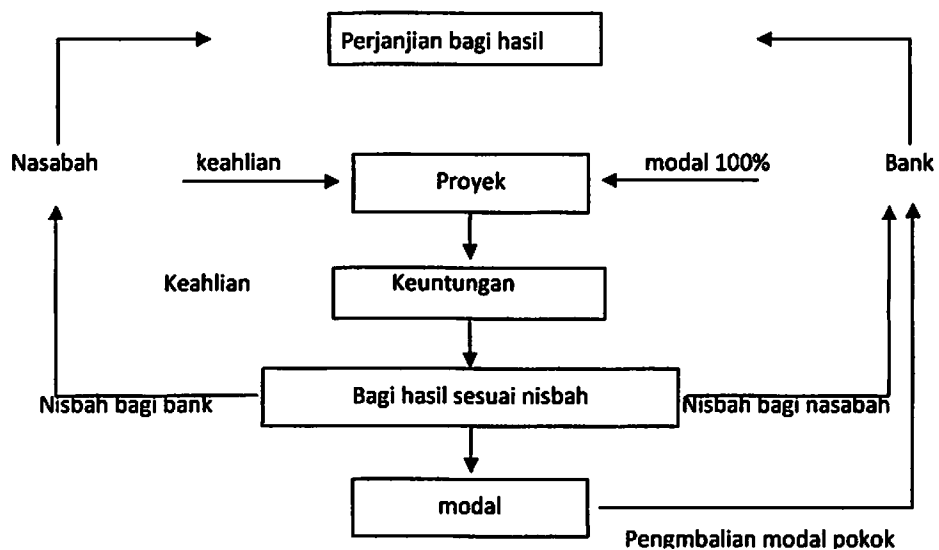 Perjanjian bagi hasil
Nasabah
keahlian
Proyek
modal 100%
Bank
Keahlian
Keuntungan
Nisbah bagi bank
Bagi hasil sesuai nisbah
Nisbah bagi nasabah
modal
Pengmbalian modal pokok